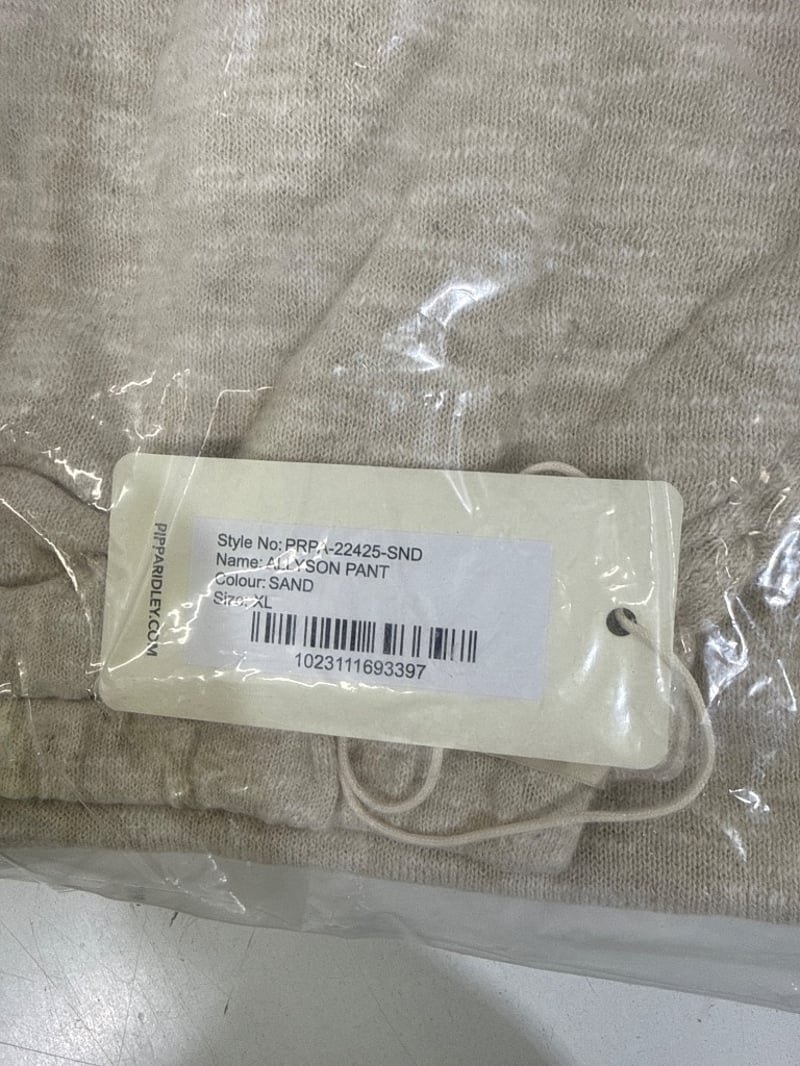 PIPPARIDLEY.COM
Style No: PRPA-22425-SND
Name: ALLYSON PANT
Colour: SAND
Size: XL
1023111693397